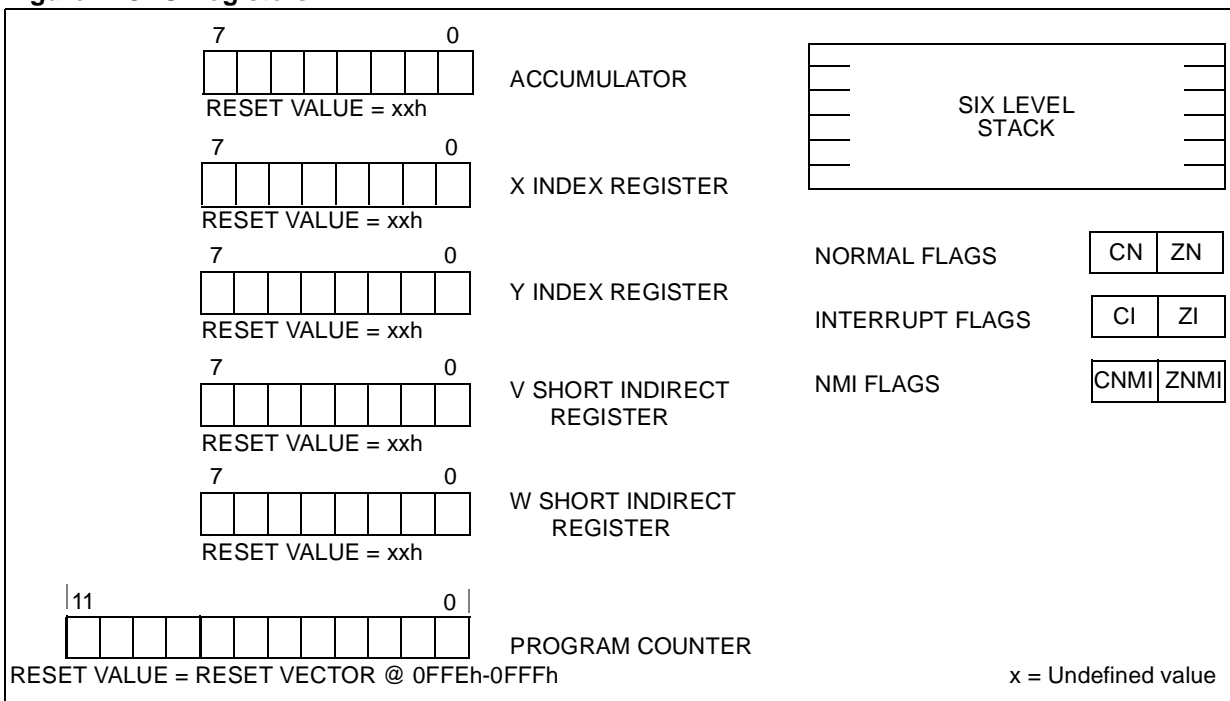 7 0
ACCUMULATOR
RESET VALUE = xxh
7 0
X INDEX REGISTER
RESET VALUE = xxh
7 0
Y INDEX REGISTER
RESET VALUE = xxh
7 0
V SHORT INDIRECT
REGISTER
RESET VALUE = xxh
7 0
W SHORT INDIRECT
REGISTER
RESET VALUE = xxh
11 0
PROGRAM COUNTER
RESET VALUE = RESET VECTOR @ 0FFEh-0FFFh
SIX LEVEL
STACK
NORMAL FLAGS CN ZN
INTERRUPT FLAGS CI ZI
NMI FLAGS CNMI ZNMI
x = Undefined value